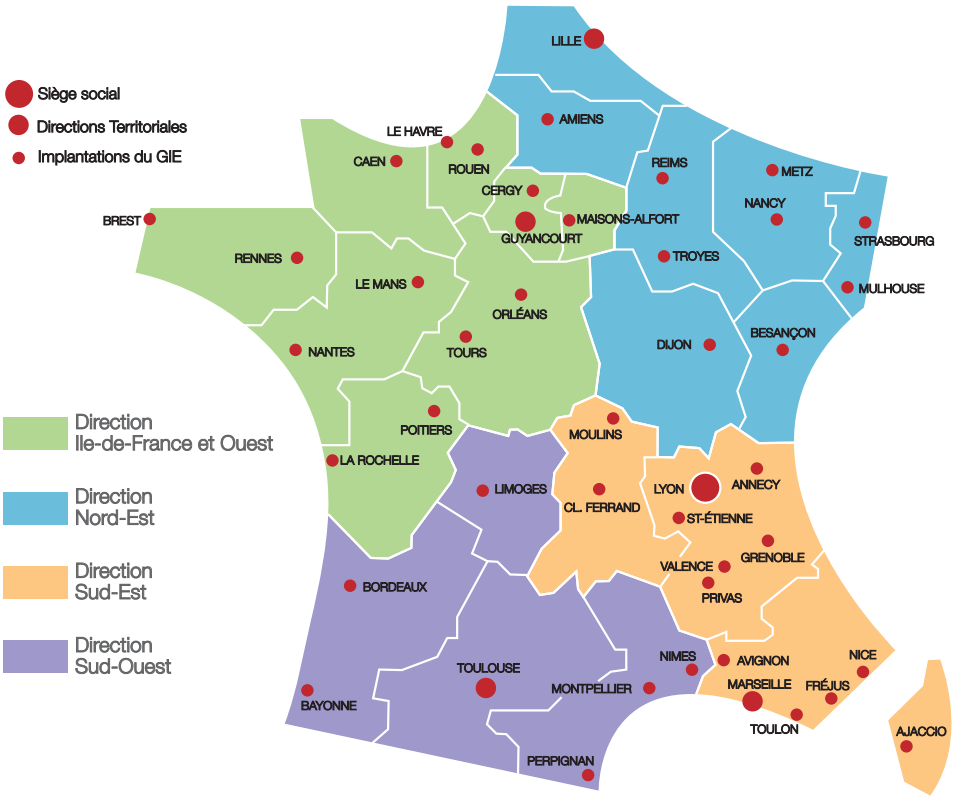 Siège social
Directions Territoriales
Implantations du GIE
LILLE
AMIENS
LE HAVRE
CAEN
ROUEN
REIMS
METZ
CERGY
NANCY
BREST
MAISONS-ALFORT
GUYANCOURT
STRASBOURG
RENNES
TROYES
LE MANS
MULHOUSE
ORLÉANS
BESANÇON
DIJON
NANTES
TOURS
Direction
Ile-de-France et Ouest
POITIERS
MOULINS
LA ROCHELLE
LYON
ANNECY
LIMOGES
CL. FERRAND
Direction
Nord-Est
ST-ÉTIENNE
GRENOBLE
VALENCE
Direction
Sud-Est
BORDEAUX
PRIVAS
Direction
Sud-Ouest
NIMES
AVIGNON
NICE
TOULOUSE
MARSEILLE
FRÉJUS
MONTPELLIER
BAYONNE
TOULON
AJACCIO
PERPIGNAN